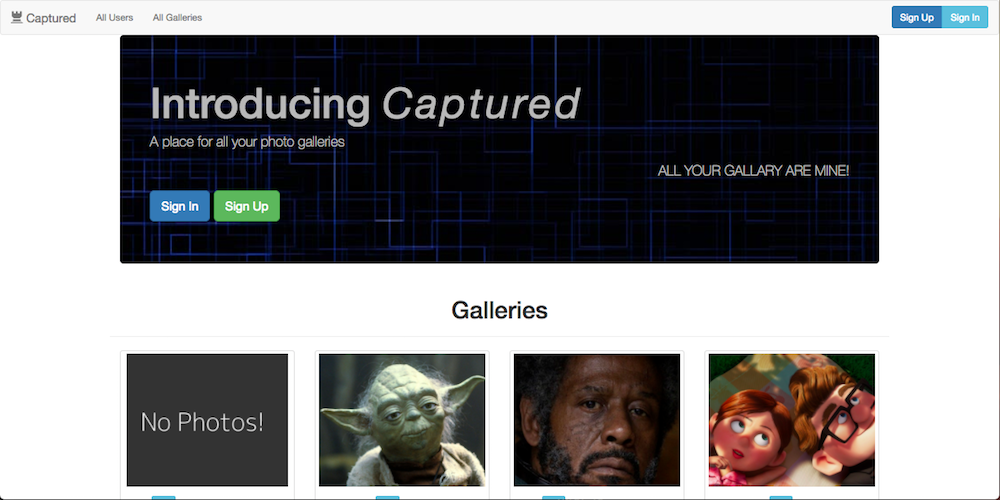 Captured
All Users
All Galleries
Sign Up
Sign In
Introducing Captured
A place for all your photo galleries
ALL YOUR GALLARY ARE MINE!
Sign In
Sign Up
Galleries
No Photos!